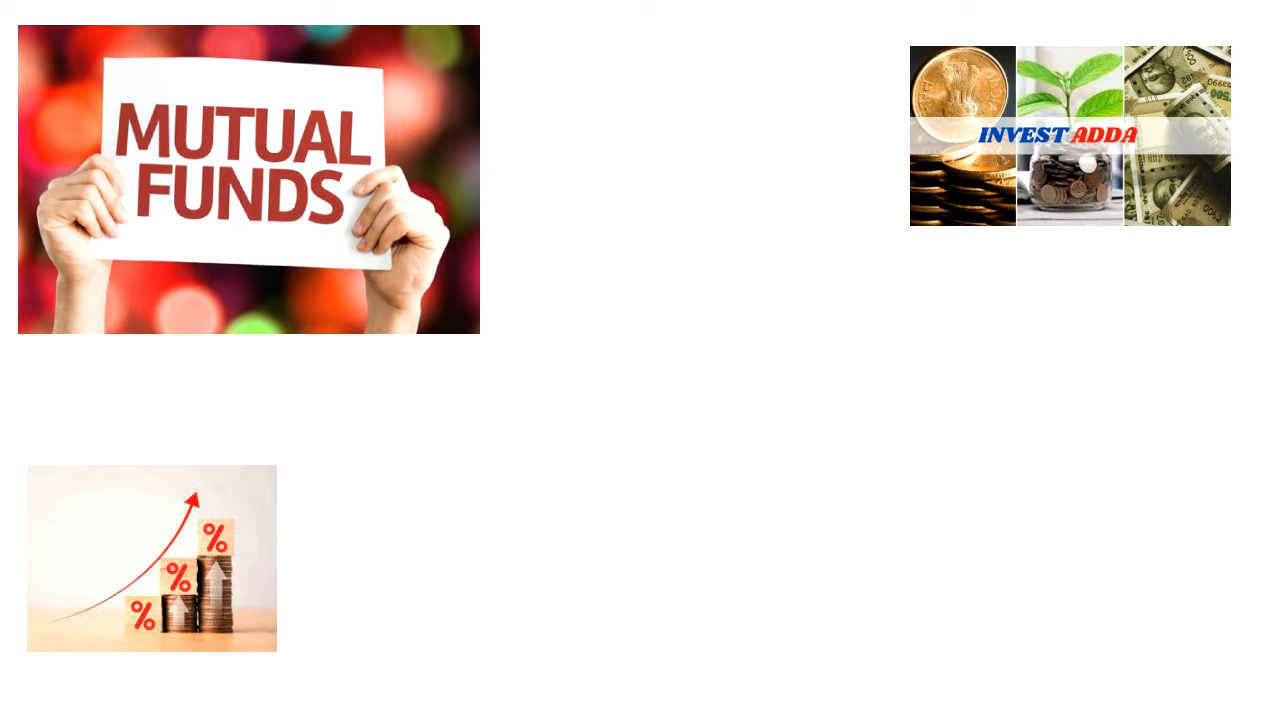 MUTUAL
FUNDS
INVEST ADDA
%
%
%